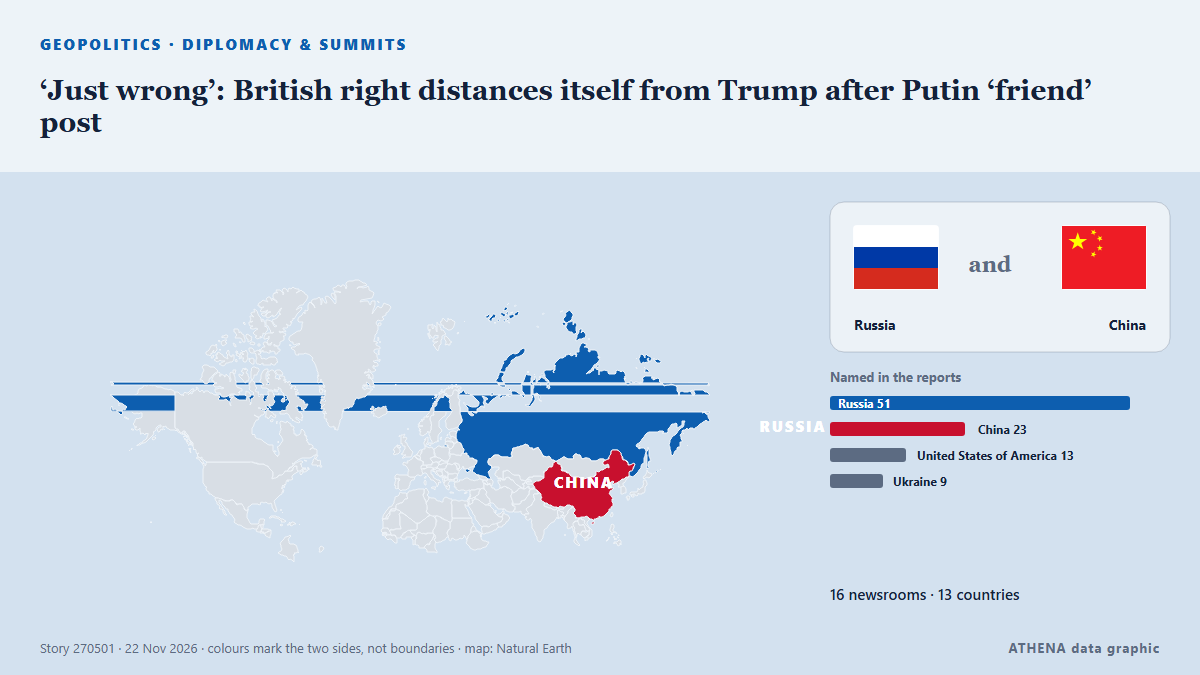 GEOPOLITICS · DIPLOMACY & SUMMITS
‘Just wrong’: British right distances itself from Trump after Putin ‘friend’
post
and
Russia
China
Named in the reports
Russia 51
RUSSIA
China 23
United States of America 13
CHINA
Ukraine 9
16 newsrooms · 13 countries
Story 270501 · 22 Nov 2026 · colours mark the two sides, not boundaries · map: Natural Earth
ATHENA data graphic